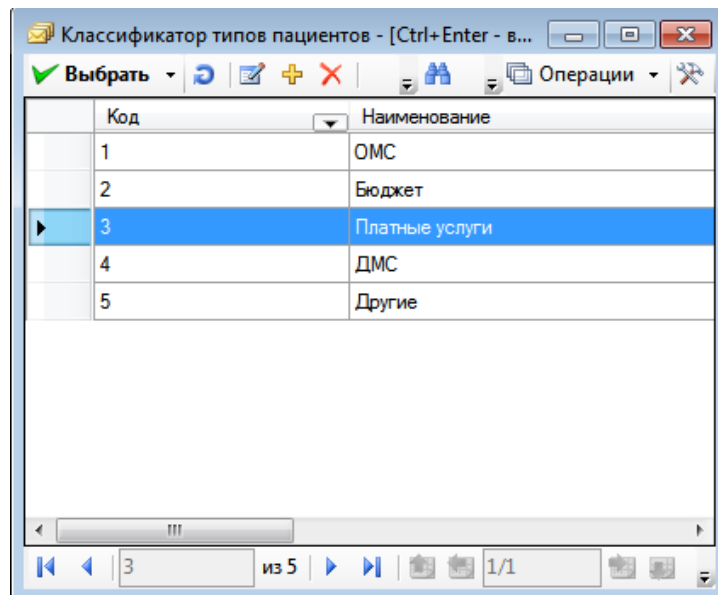 Классификатор типов пациентов - [Ctrl+Enter - в...
Выбрать Операции
Код Наименование
1 ОМС
2 Бюджет
3 Платные услуги
4 ДМС
5 Другие
3 из 5 1/1